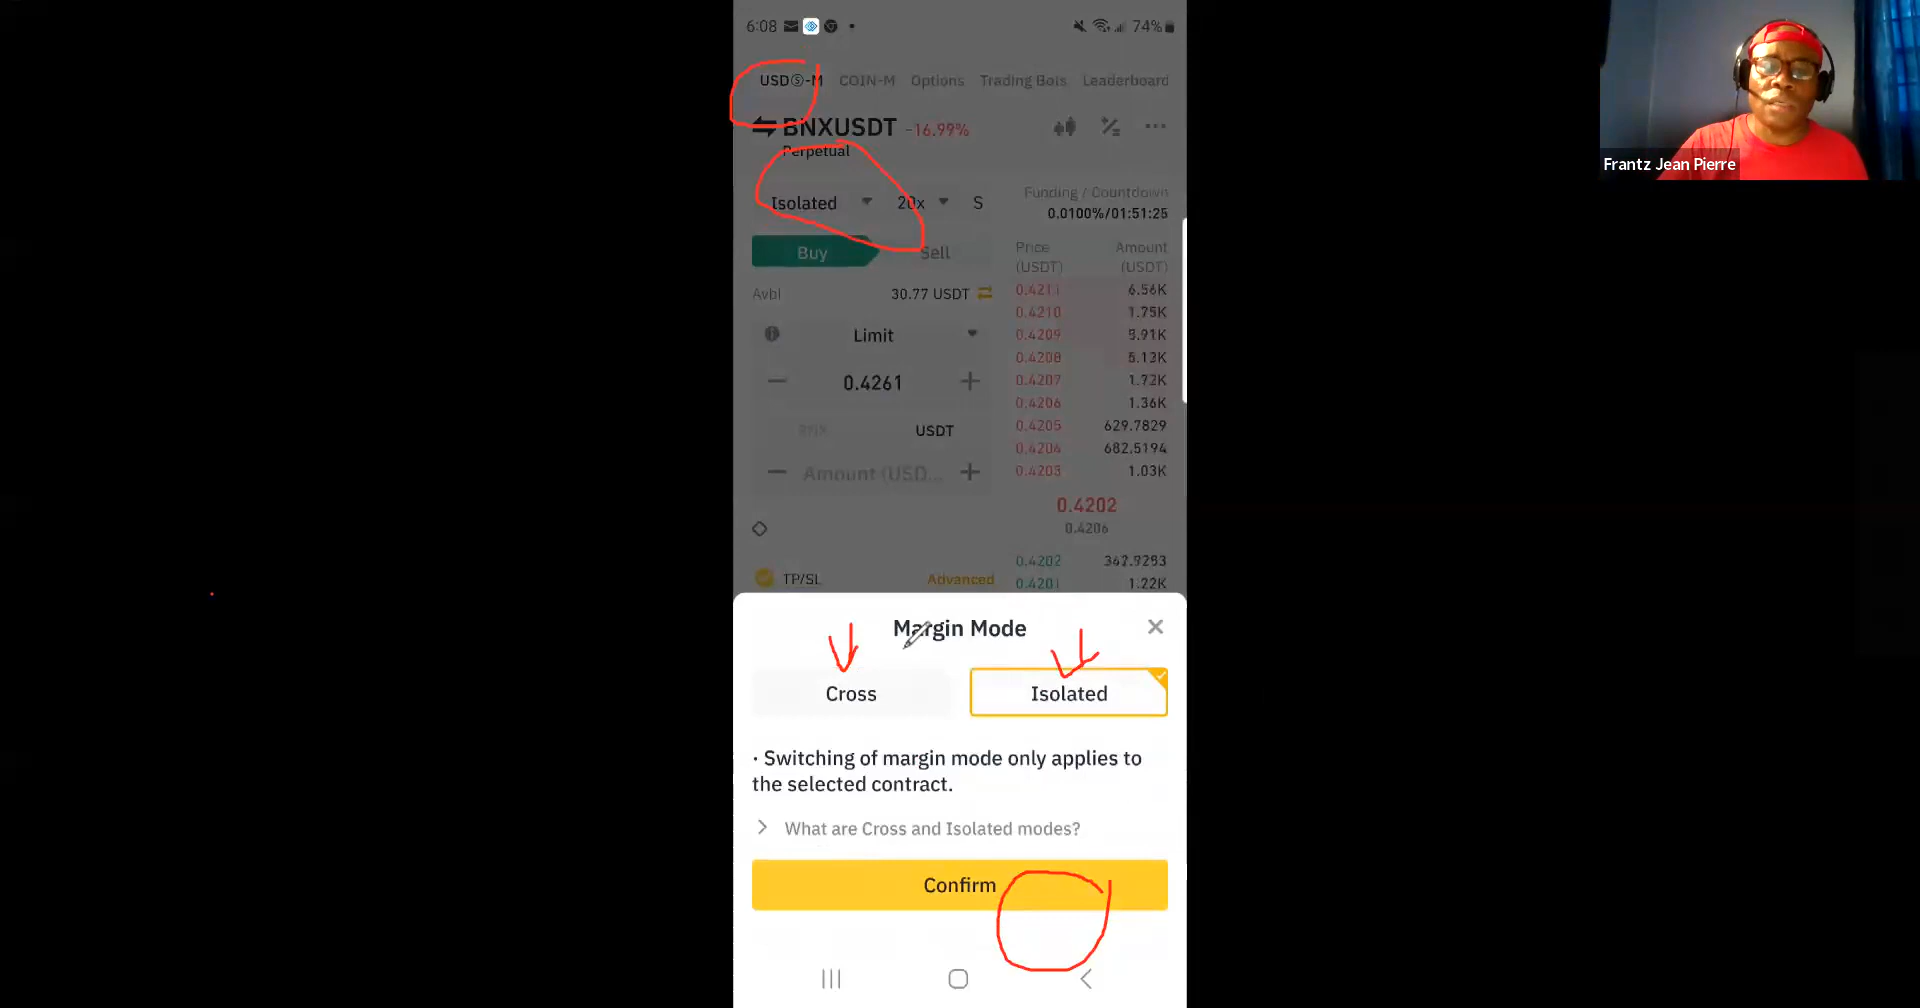 6:08
74%
USDⓈ-M COIN-M Options Trading Bots Leaderboard
BNXUSDT -16.99%
Perpetual
Isolated 20x S
Funding / Countdown
0.0100%/01:51:25
Buy Sell
Price Amount
(USDT) (USDT)
Avbl 30.77 USDT
0.4211 6.56K
0.4210 1.75K
Limit
0.4209 5.91K
0.4208 5.13K
0.4261
0.4207 1.72K
0.4206 1.36K
USDT
0.4205 629.7829
0.4204 682.5194
Amount (USD...
0.4203 1.03K
0.4202
0.4206
0.4202 342.9253
TP/SL Advanced
0.4201 1.22K
Margin Mode
Cross Isolated
· Switching of margin mode only applies to
the selected contract.
What are Cross and Isolated modes?
Confirm
Frantz Jean Pierre